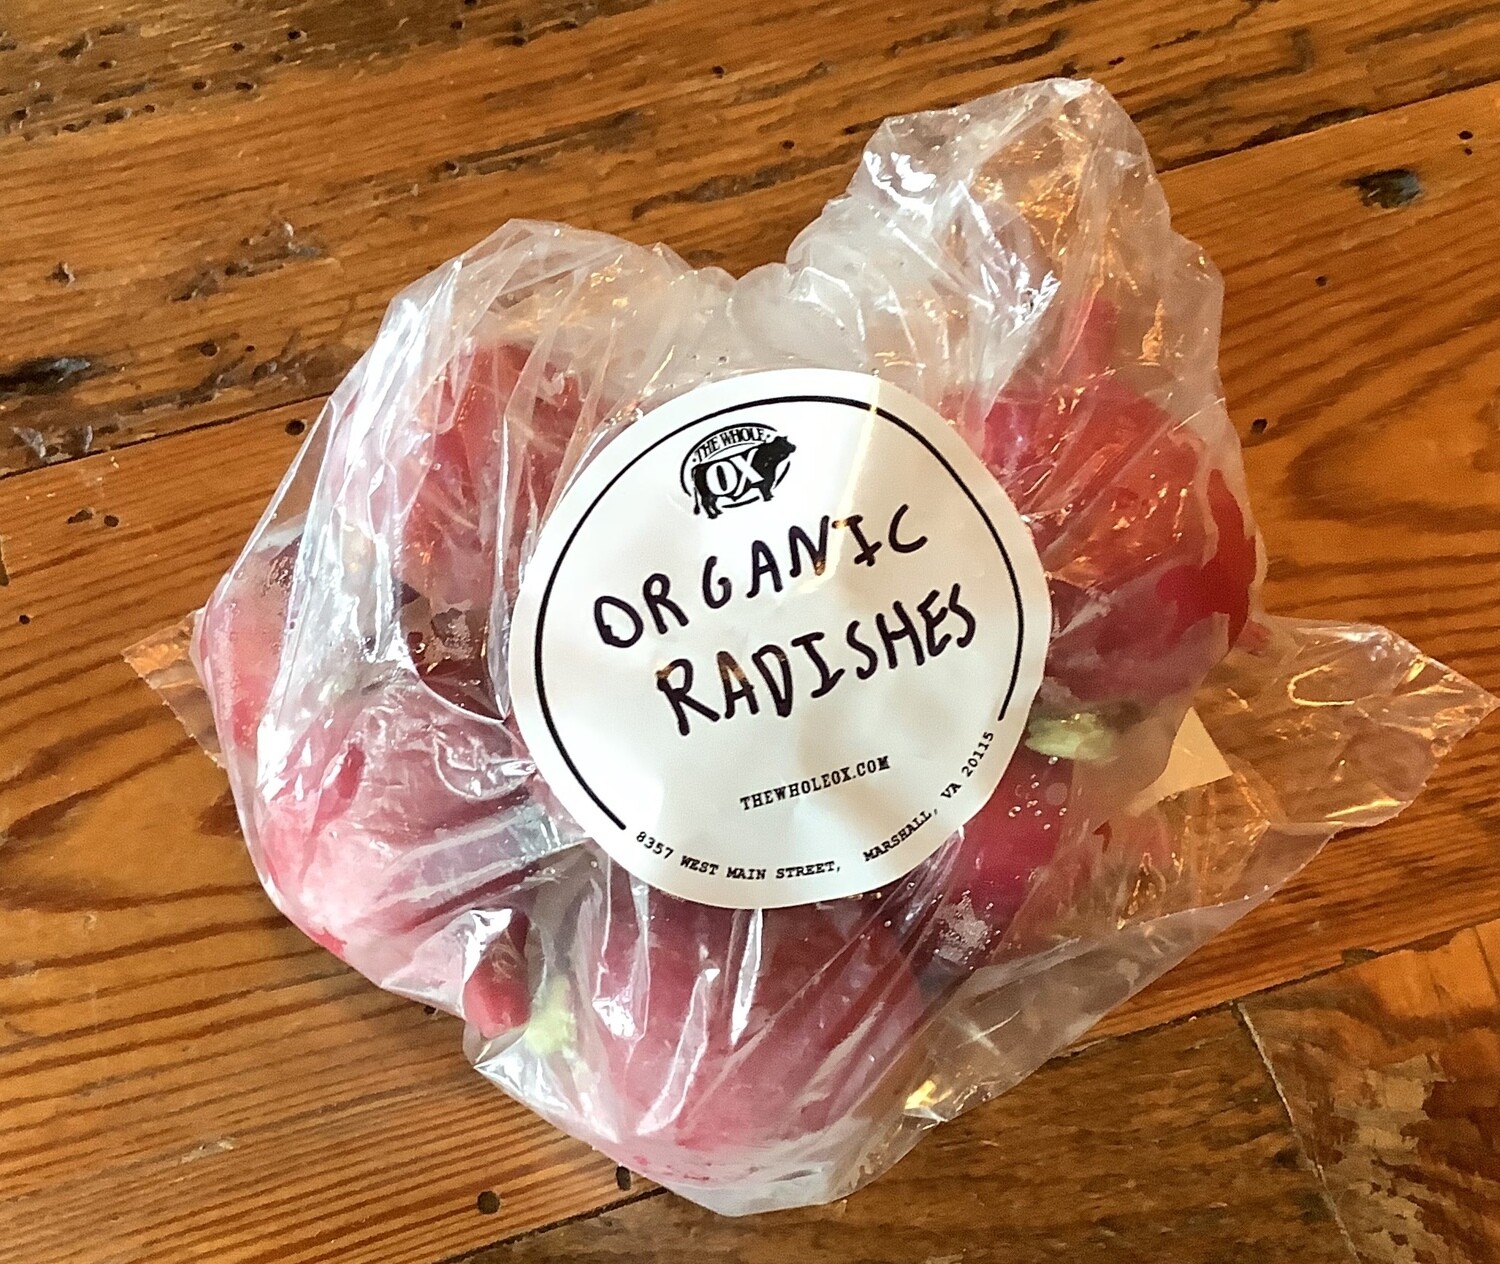 ·THE WHOLE·
OX
ORGANIC
RADISHES
THEWHOLEOX.COM
8357 WEST MAIN STREET, MARSHALL, VA 20115